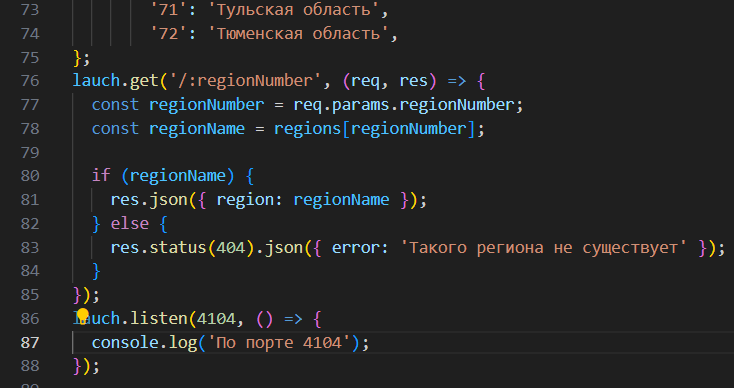 73 '71': 'Тульская область',
74 '72': 'Тюменская область',
75 };
76 lauch.get('/:regionNumber', (req, res) => {
77 const regionNumber = req.params.regionNumber;
78 const regionName = regions[regionNumber];
79
80 if (regionName) {
81 res.json({ region: regionName });
82 } else {
83 res.status(404).json({ error: 'Такого региона не существует' });
84 }
85 });
86 lauch.listen(4104, () => {
87 console.log('По порте 4104');
88 });